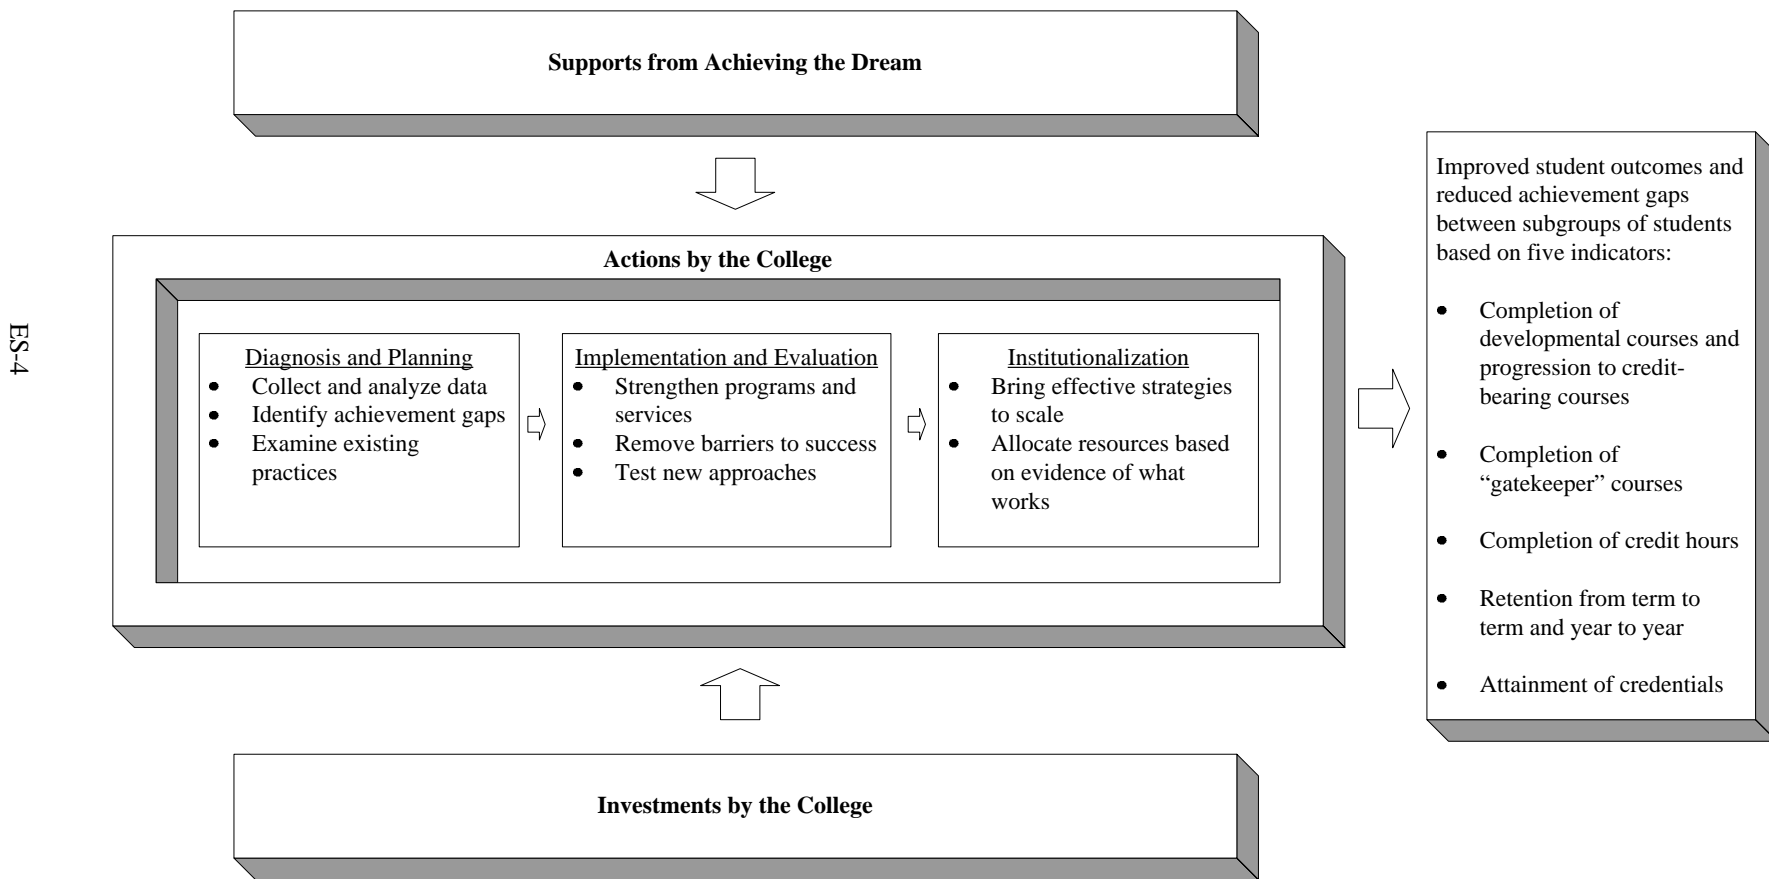 Supports from Achieving the Dream
Actions by the College
Diagnosis and Planning
• Collect and analyze data
• Identify achievement gaps
• Examine existing
practices
Implementation and Evaluation
• Strengthen programs and
services
• Remove barriers to success
• Test new approaches
Institutionalization
• Bring effective strategies
to scale
• Allocate resources based
on evidence of what
works
Investments by the College
Improved student outcomes and
reduced achievement gaps
between subgroups of students
based on five indicators:
• Completion of
developmental courses and
progression to credit-
bearing courses
• Completion of
“gatekeeper” courses
• Completion of credit hours
• Retention from term to
term and year to year
• Attainment of credentials
ES-4